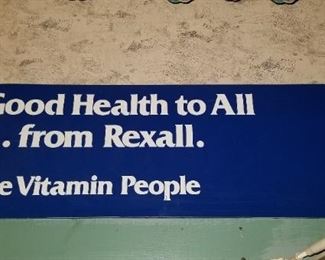 Good Health to All
. from Rexall.
e Vitamin People